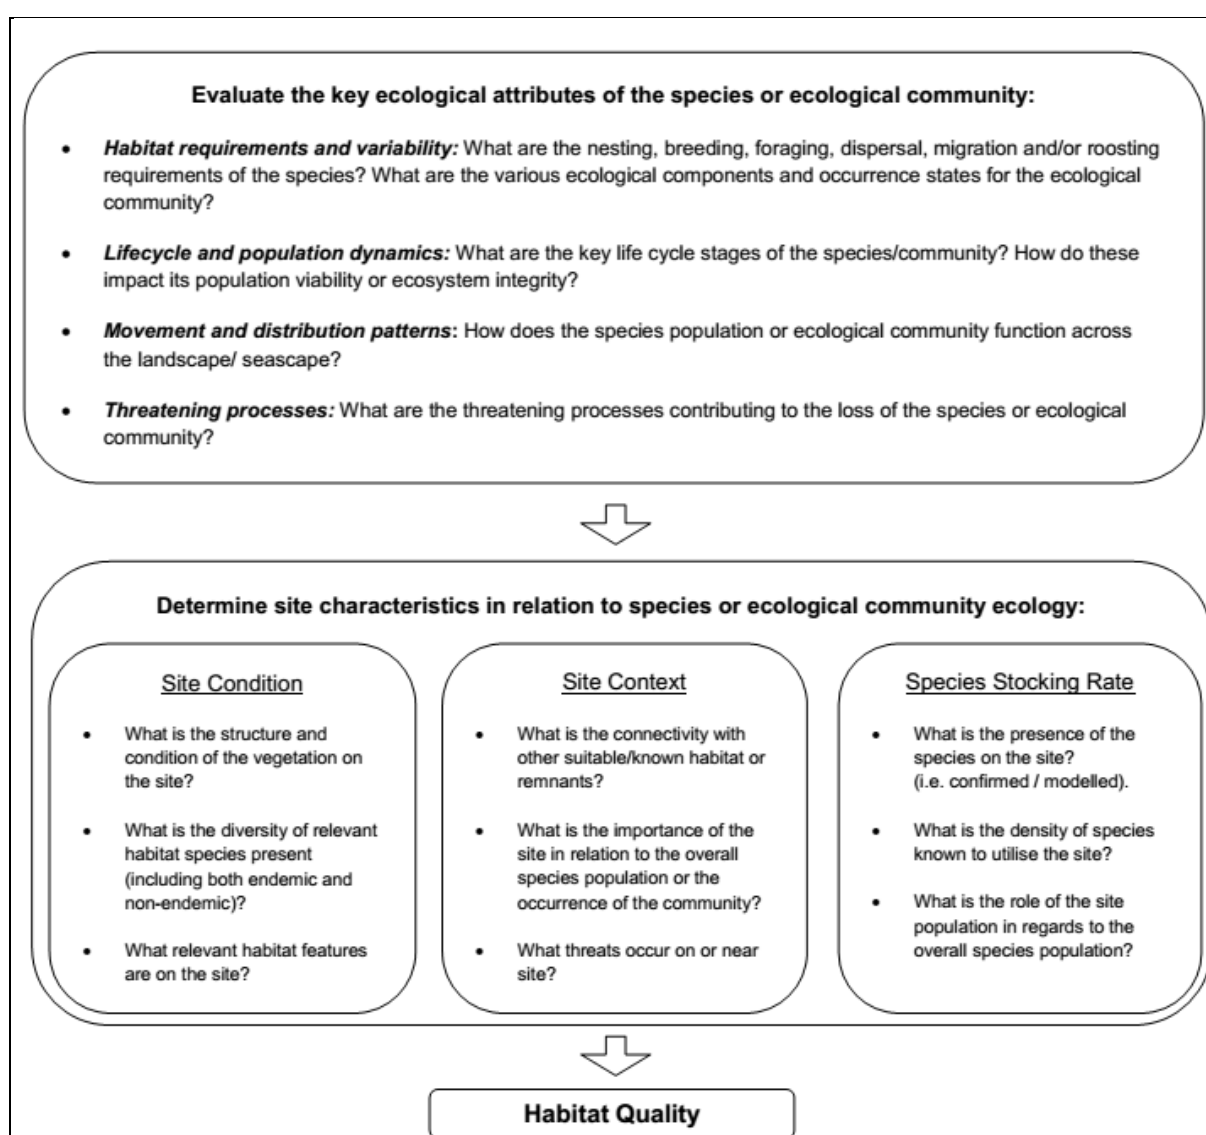 Evaluate the key ecological attributes of the species or ecological community:
• Habitat requirements and variability: What are the nesting, breeding, foraging, dispersal, migration and/or roosting
requirements of the species? What are the various ecological components and occurrence states for the ecological
community?
• Lifecycle and population dynamics: What are the key life cycle stages of the species/community? How do these
impact its population viability or ecosystem integrity?
• Movement and distribution patterns: How does the species population or ecological community function across
the landscape/ seascape?
• Threatening processes: What are the threatening processes contributing to the loss of the species or ecological
community?
Determine site characteristics in relation to species or ecological community ecology:
Site Condition
• What is the structure and
condition of the vegetation on
the site?
• What is the diversity of relevant
habitat species present
(including both endemic and
non-endemic)?
• What relevant habitat features
are on the site?
Site Context
• What is the connectivity with
other suitable/known habitat or
remnants?
• What is the importance of the
site in relation to the overall
species population or the
occurrence of the community?
• What threats occur on or near
site?
Species Stocking Rate
• What is the presence of the
species on the site?
(i.e. confirmed / modelled).
• What is the density of species
known to utilise the site?
• What is the role of the site
population in regards to the
overall species population?
Habitat Quality